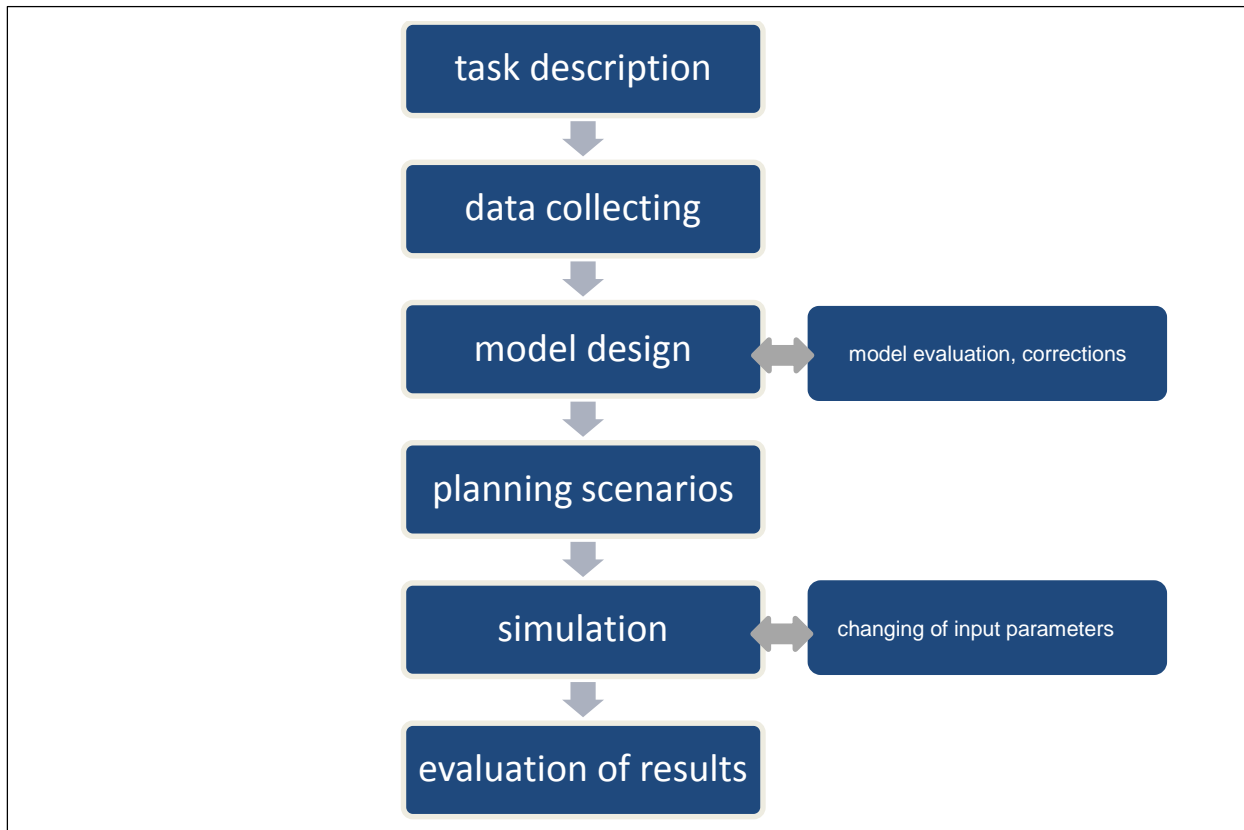 task description
data collecting
model design
model evaluation, corrections
planning scenarios
simulation
changing of input parameters
evaluation of results